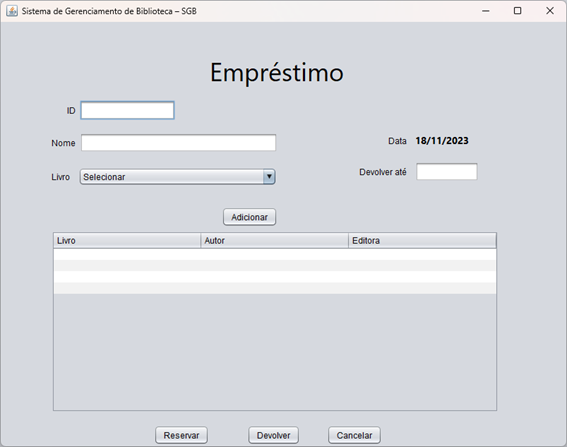 Sistema de Gerenciamento de Biblioteca – SGB
Empréstimo
ID
Nome
Data 18/11/2023
Livro Selecionar
Devolver até
Adicionar
Livro Autor Editora
Reservar Devolver Cancelar